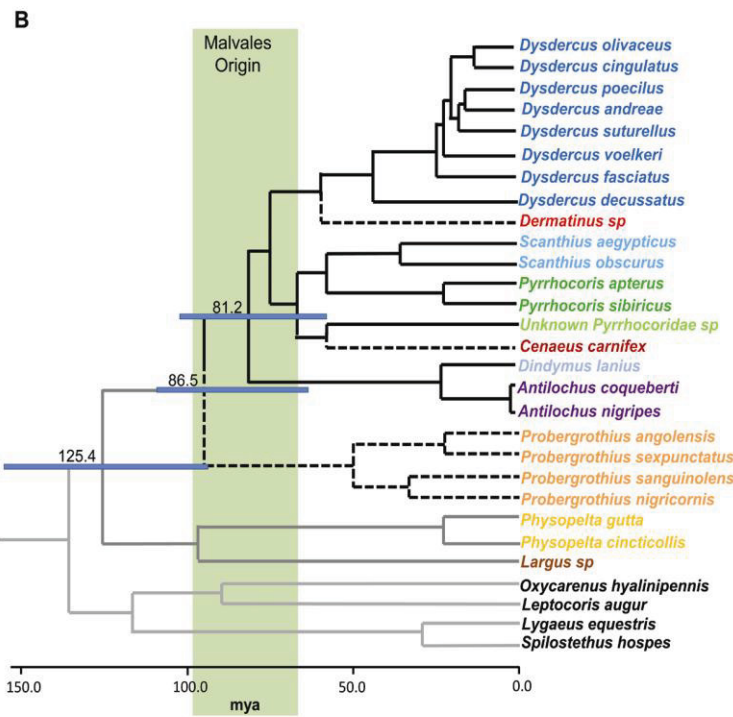 B
Malvales
Origin
Dysdercus olivaceus
Dysdercus cingulatus
Dysdercus poecilus
Dysdercus andreae
Dysdercus suturellus
Dysdercus voelkeri
Dysdercus fasciatus
Dysdercus decussatus
Dermatinus sp
Scanthius aegypticus
Scanthius obscurus
Pyrrhocoris apterus
Pyrrhocoris sibiricus
81.2
Unknown Pyrrhocoridae sp
Cenaeus carnifex
Dindymus lanius
86.5
Antilochus coqueberti
Antilochus nigripes
Probergrothius angolensis
125.4
Probergrothius sexpunctatus
Probergrothius sanguinolens
Probergrothius nigricornis
Physopelta gutta
Physopelta cincticollis
Largus sp
Oxycarenus hyalinipennis
Leptocoris augur
Lygaeus equestris
Spilostethus hospes
150.0 100.0 50.0 0.0
mya